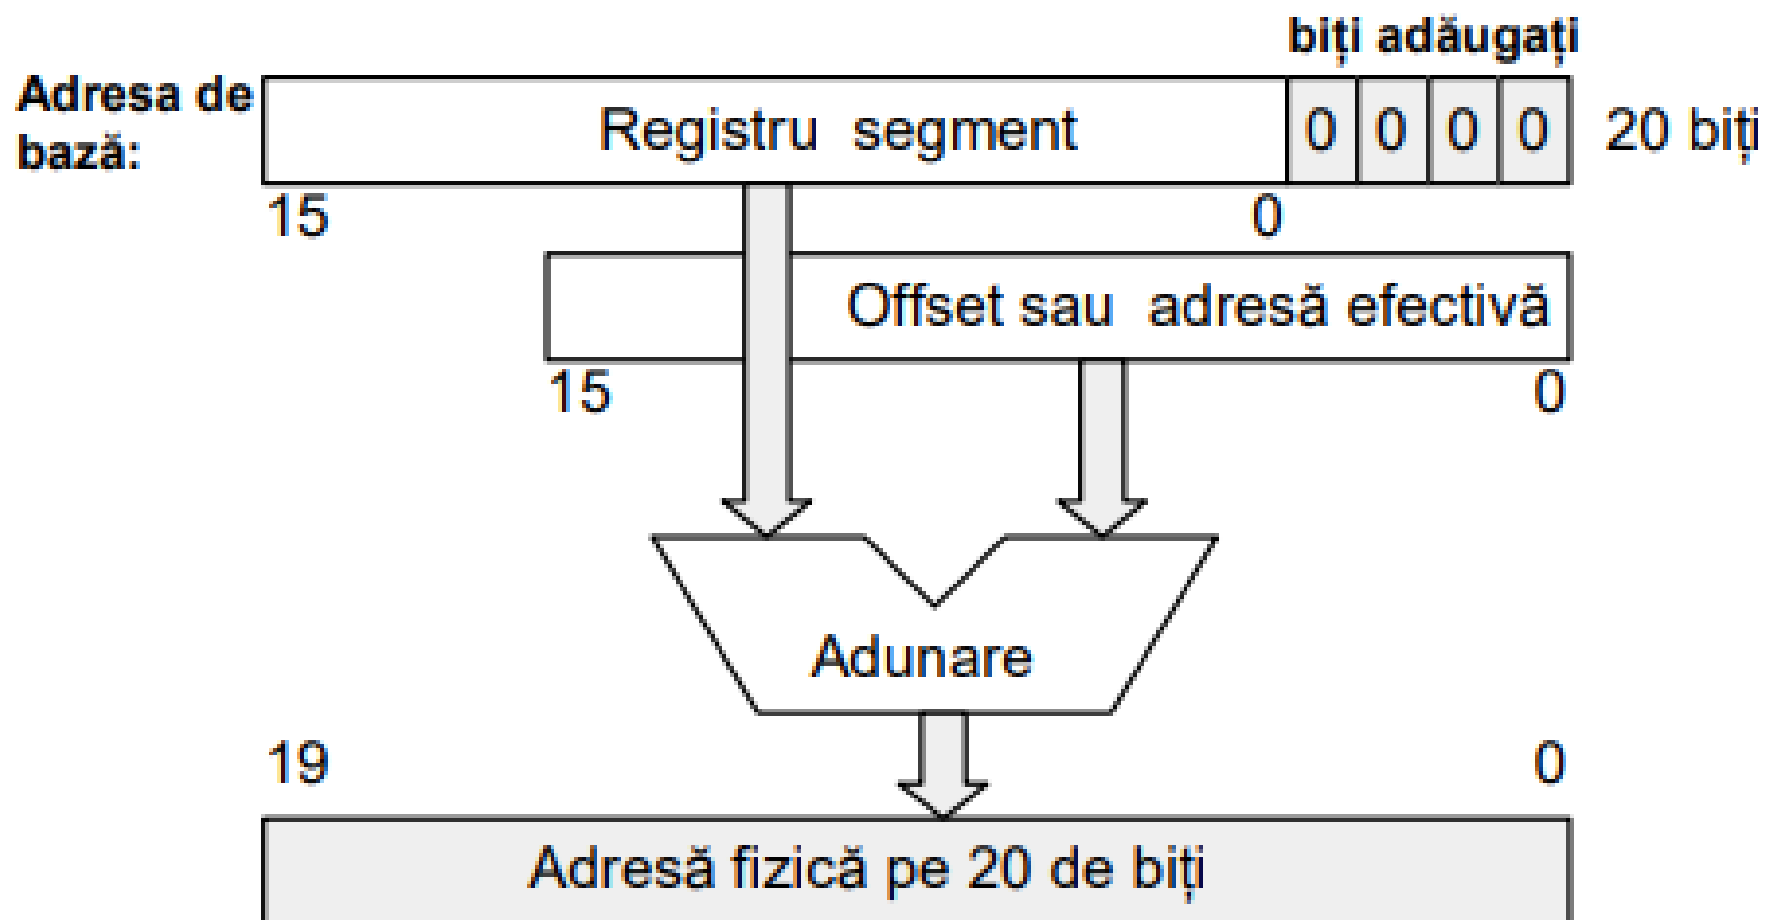 biți adăugați
Adresa de
bază:
Registru segment
0 0 0 0
20 biți
15 0
Offset sau adresă efectivă
15 0
Adunare
19 0
Adresă fizică pe 20 de biți